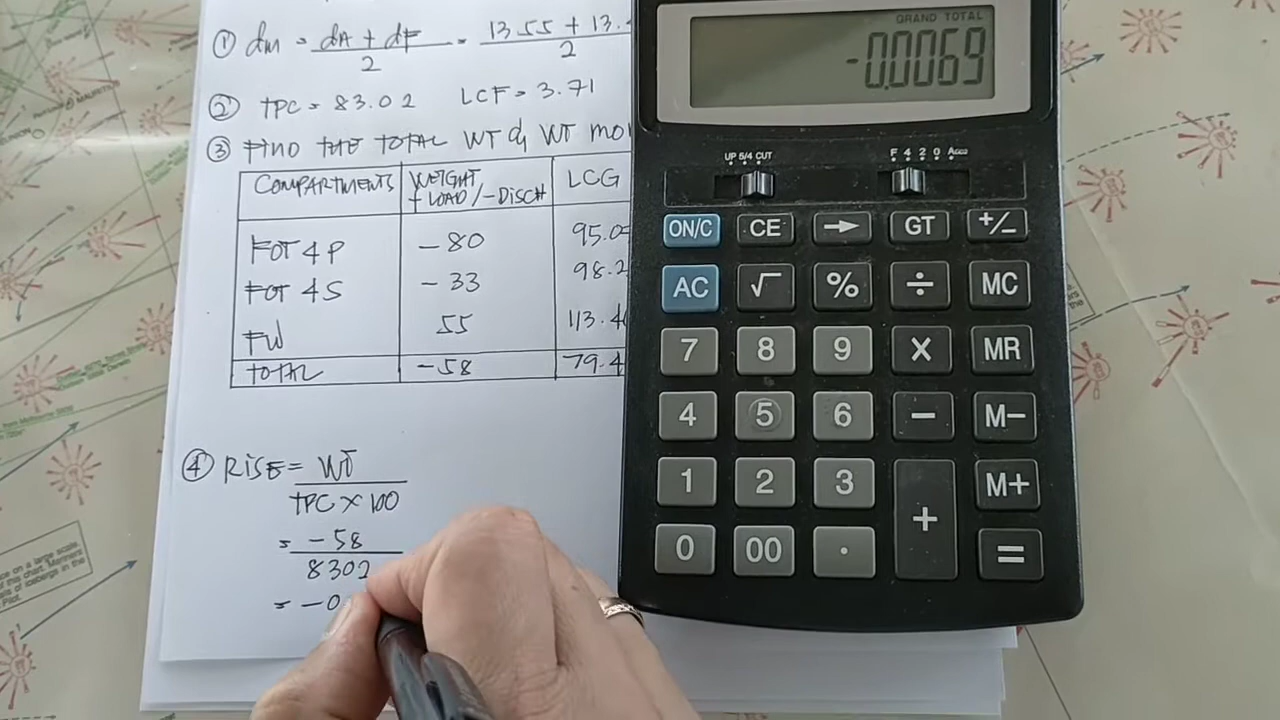 ① dm = dA + dF / 2 = 13.55 + 13. / 2
② TPC = 83.02 LCF = 3.71
③ FIND THE TOTAL WT & WT MO
COMPARTMENTS WEIGHT + LOAD / - DISCH LCG
FOT 4 P - 80 95.0
FOT 4 S - 33 98.2
FW 55 113.4
TOTAL - 58 79.4
④ RISE = WT
TPC X 100
= - 58
8302
= - 0
GRAND TOTAL
-0.0069
UP 5/4 CUT F 4 2 0 ADD2
ON/C CE → GT +/-
AC √ % ÷ MC
7 8 9 X MR
4 5 6 - M-
1 2 3 + M+
0 00 . =